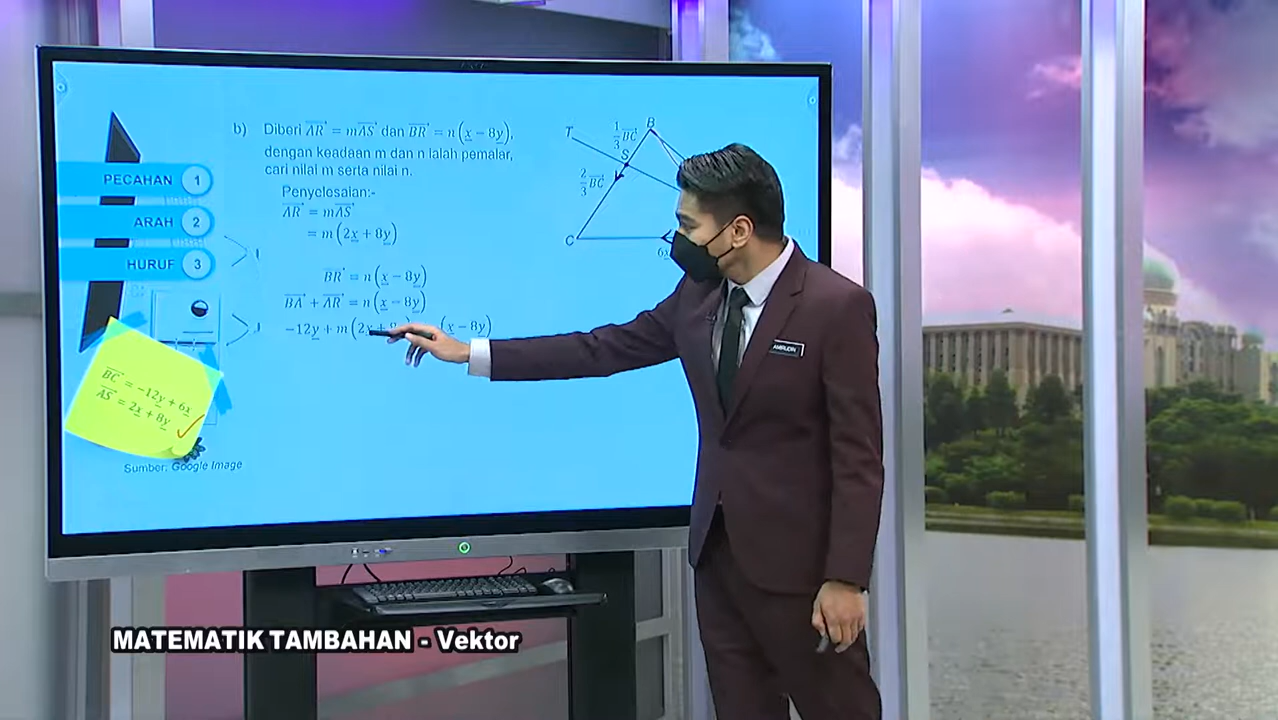 b) Diberi AR = mAS dan BR = n(x − 8y),
dengan keadaan m dan n ialah pemalar,
cari nilai m serta nilai n.
Penyelesaian:-
AR = mAS
= m(2x + 8y)
BR = n(x − 8y)
BA + AR = n(x − 8y)
−12y + m(2x + 8 (x − 8y)
PECAHAN 1
ARAH 2
HURUF 3
BC = −12y + 6x
AS = 2x + 8y
Sumber: Google Image
T
1/3 BC
B
S
2/3 BC
C
6x
AMIRUDIN
MATEMATIK TAMBAHAN - Vektor